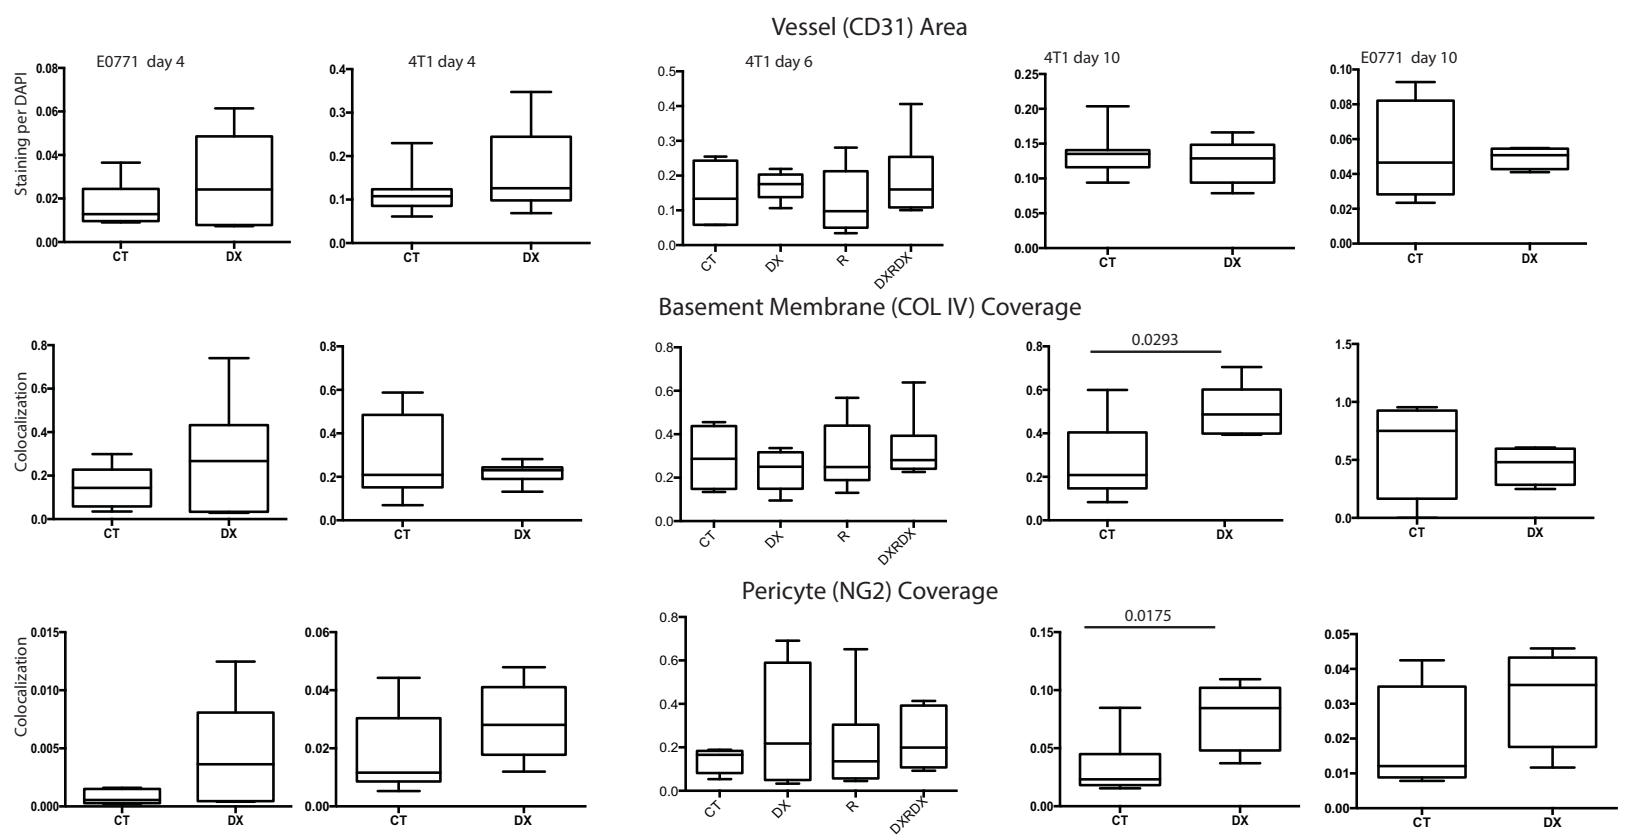 Vessel (CD31) Area
E0771 day 4
4T1 day 4
4T1 day 6
4T1 day 10
E0771 day 10
Staining per DAPI
0.08
0.06
0.04
0.02
0.00
CT DX
0.4
0.3
0.2
0.1
0.0
CT DX
0.5
0.4
0.3
0.2
0.1
0.0
CT DX R DXRDX
0.25
0.20
0.15
0.10
0.05
0.00
CT DX
0.10
0.08
0.06
0.04
0.02
0.00
CT DX
Basement Membrane (COL IV) Coverage
Colocalization
0.8
0.6
0.4
0.2
0.0
CT DX
0.8
0.6
0.4
0.2
0.0
CT DX
0.8
0.6
0.4
0.2
0.0
CT DX R DXRDX
0.0293
0.8
0.6
0.4
0.2
0.0
CT DX
1.5
1.0
0.5
0.0
CT DX
Pericyte (NG2) Coverage
Colocalization
0.015
0.010
0.005
0.000
CT DX
0.06
0.04
0.02
0.00
CT DX
0.8
0.6
0.4
0.2
0.0
CT DX R DXRDX
0.0175
0.15
0.10
0.05
0.00
CT DX
0.05
0.04
0.03
0.02
0.01
0.00
CT DX